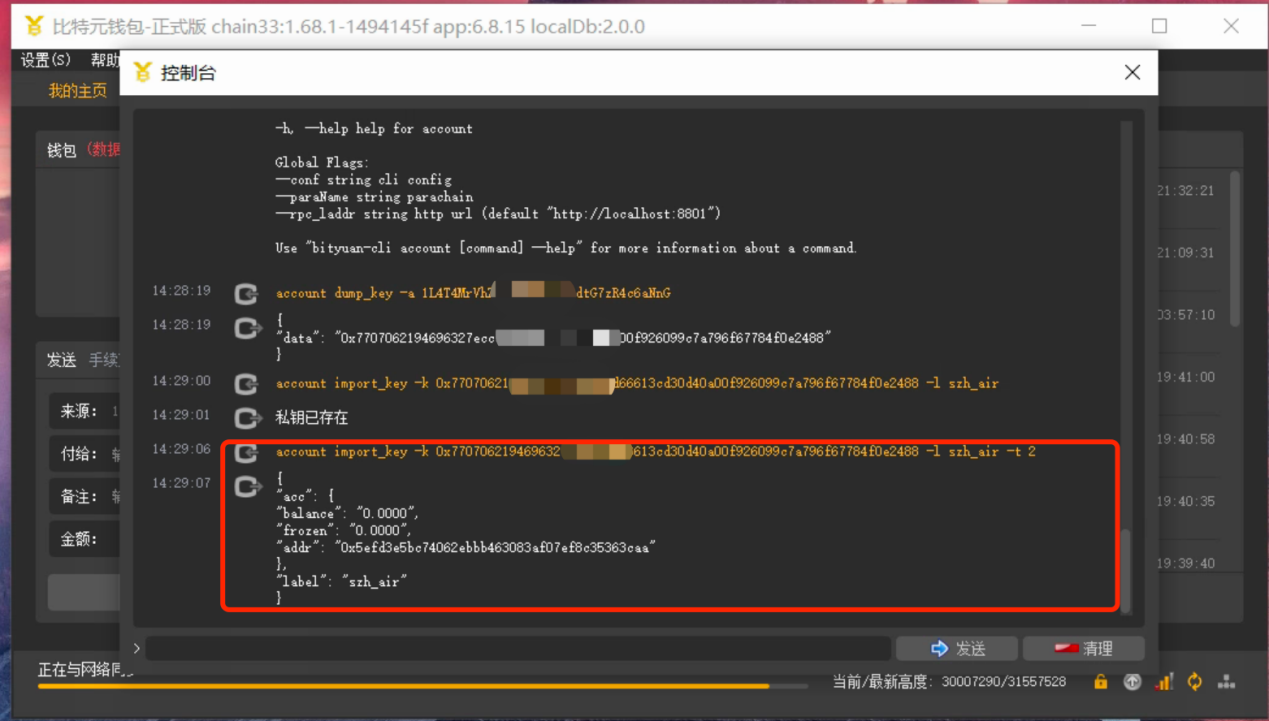 比特元钱包-正式版 chain33:1.68.1-1494145f app:6.8.15 localDb:2.0.0
设置(S) 帮助
控制台
我的主页
-h, —help help for account
钱包 (数据
Global Flags:
—conf string cli config
—paraName string parachain
21:32:21
—rpc_laddr string http url (default "http://localhost:8801")
Use "bityuan-cli account [command] —help" for more information about a command.
21:09:31
14:28:19 account dump_key -a 1L4T4MrVh dtG7zR4c6aNnG
03:57:10
14:28:19 {
"data": "0x7707062194696327ecc 00f926099c7a796f67784f0e2488"
}
发送 手续
19:41:00
14:29:00 account import_key -k 0x77070621 d66613cd30d40a00f926099c7a796f67784f0e2488 -l szh_air
来源: 1
14:29:01 私钥已存在
19:40:58
14:29:06 account import_key -k 0x770706219469632 613cd30d40a00f926099c7a796f67784f0e2488 -l szh_air -t 2
付给: 输
14:29:07 {
"acc": {
备注: 输
19:40:35
"balance": "0.0000",
"frozen": "0.0000",
金额:
"addr": "0x5efd3e5bc74062ebbb463083af07ef8c35363caa"
},
19:39:40
"label": "szh_air"
}
> 发送 清理
正在与网络同步
当前/最新高度: 30007290/31557528